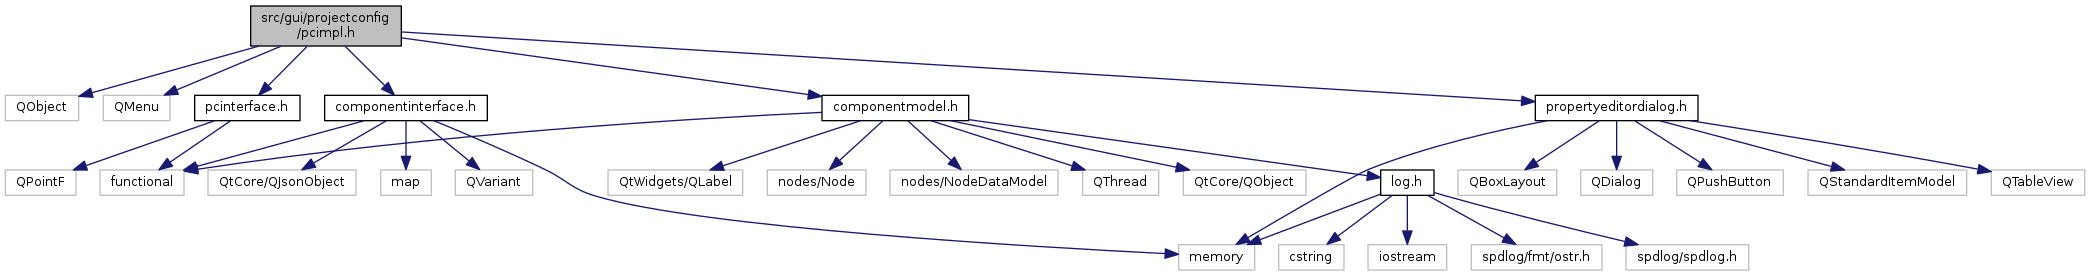 src/gui/projectconfig
/pcimpl.h
QObject
QMenu
pcinterface.h
componentinterface.h
componentmodel.h
propertyeditordialog.h
QPointF
functional
QtCore/QJsonObject
map
QVariant
QtWidgets/QLabel
nodes/Node
nodes/NodeDataModel
QThread
QtCore/QObject
log.h
QBoxLayout
QDialog
QPushButton
QStandardItemModel
QTableView
memory
cstring
iostream
spdlog/fmt/ostr.h
spdlog/spdlog.h